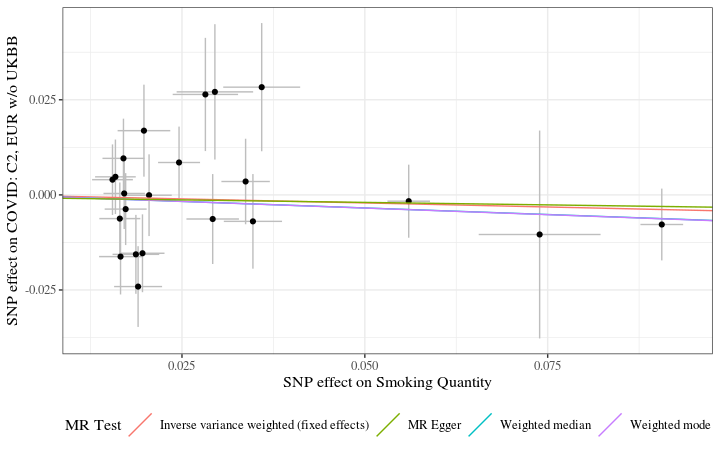 SNP effect on COVID: C2, EUR w/o UKBB
0.025
0.000
-0.025
0.025
0.050
0.075
SNP effect on Smoking Quantity
MR Test
Inverse variance weighted (fixed effects)
MR Egger
Weighted median
Weighted mode